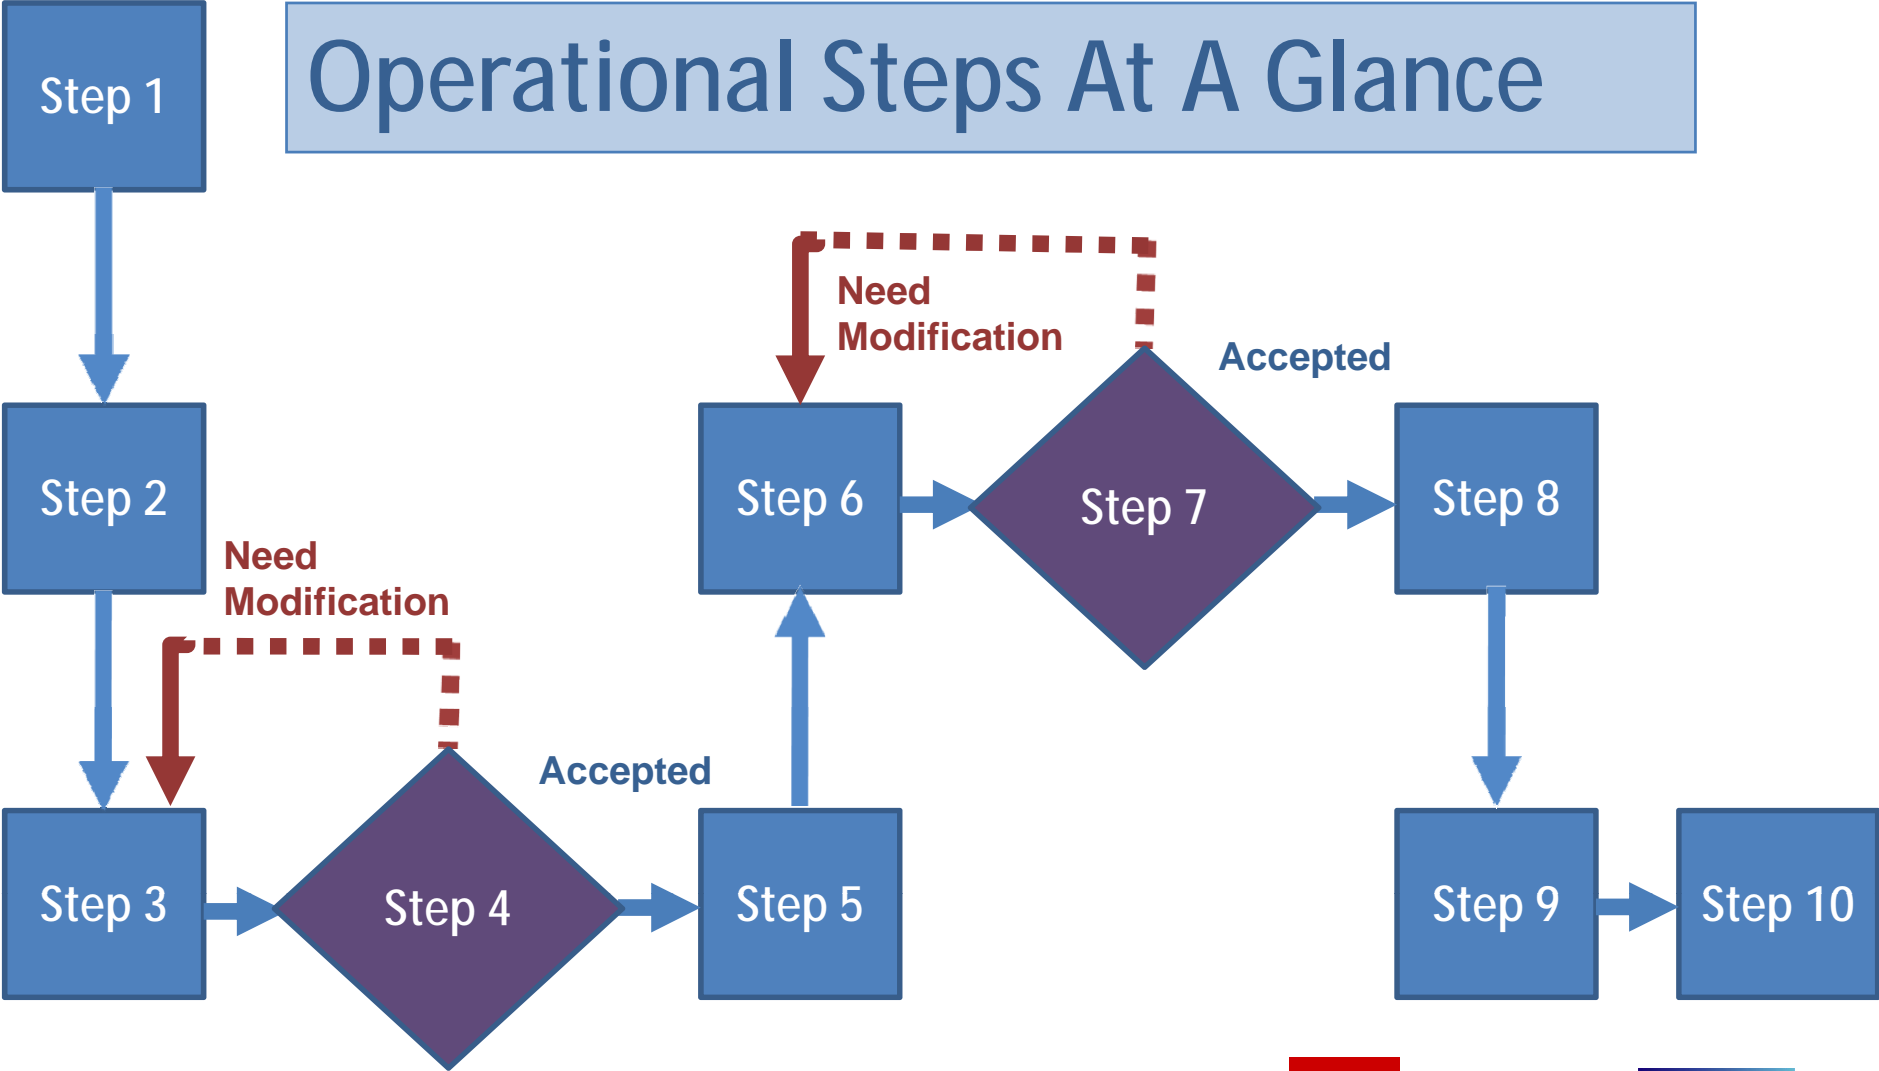 Operational Steps At A Glance
Step 1
Step 2
Need
Modification
Step 3
Step 4
Accepted
Step 5
Step 6
Need
Modification
Step 7
Accepted
Step 8
Step 9
Step 10